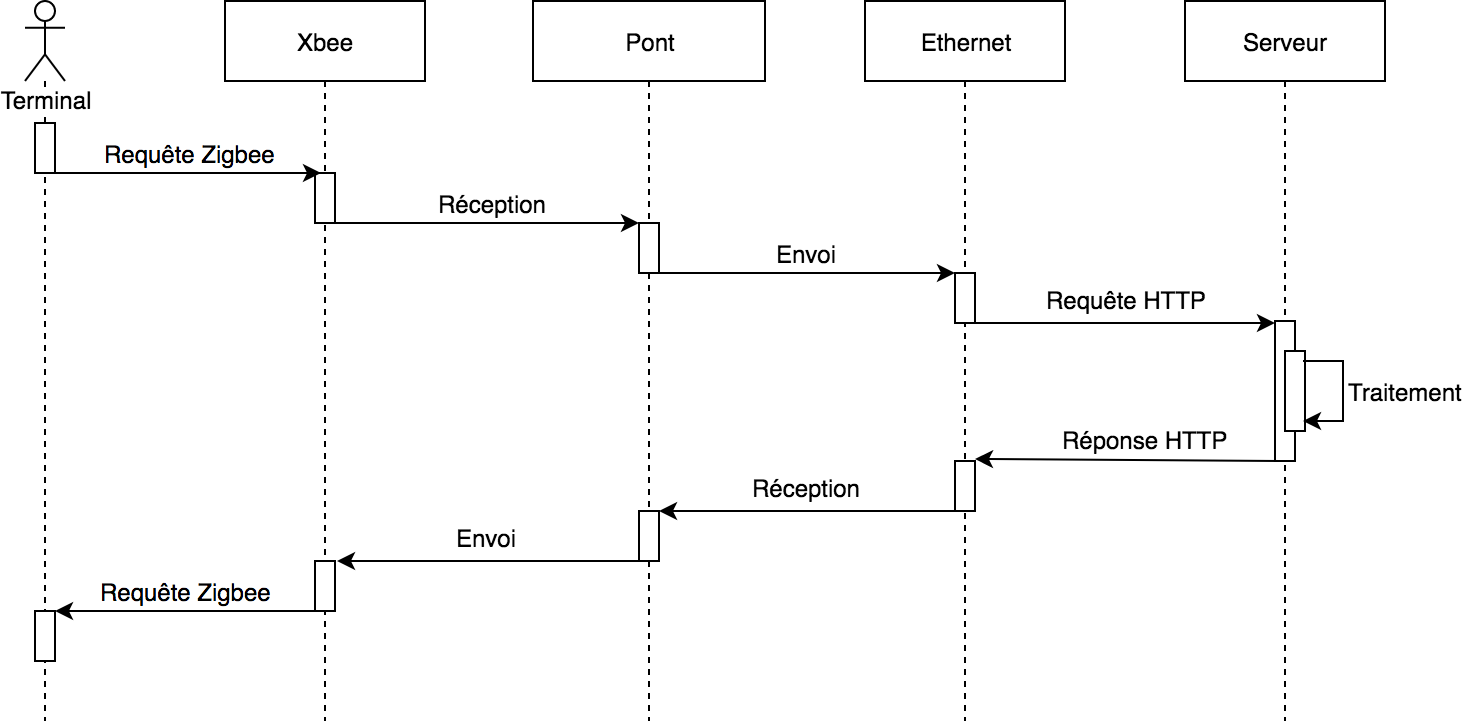 Xbee
Pont
Ethernet
Serveur
Terminal
Requête Zigbee
Réception
Envoi
Requête HTTP
Traitement
Réponse HTTP
Réception
Envoi
Requête Zigbee